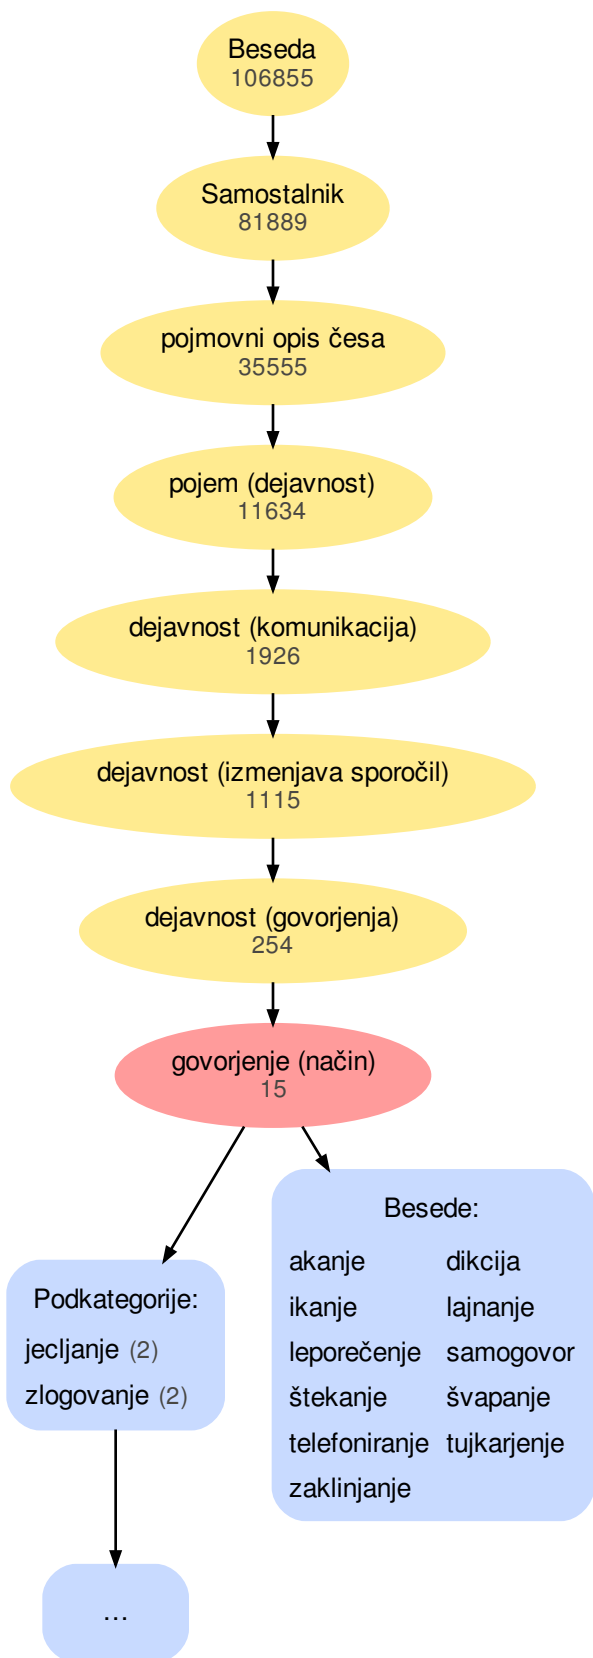 Beseda
106855
Samostalnik
81889
pojmovni opis česa
35555
pojem (dejavnost)
11634
dejavnost (komunikacija)
1926
dejavnost (izmenjava sporočil)
1115
dejavnost (govorjenja)
254
govorjenje (način)
15
Podkategorije:
jecljanje (2)
zlogovanje (2)
...
Besede:
akanje dikcija
ikanje lajnanje
leporečenje samogovor
štekanje švapanje
telefoniranje tujkarjenje
zaklinjanje